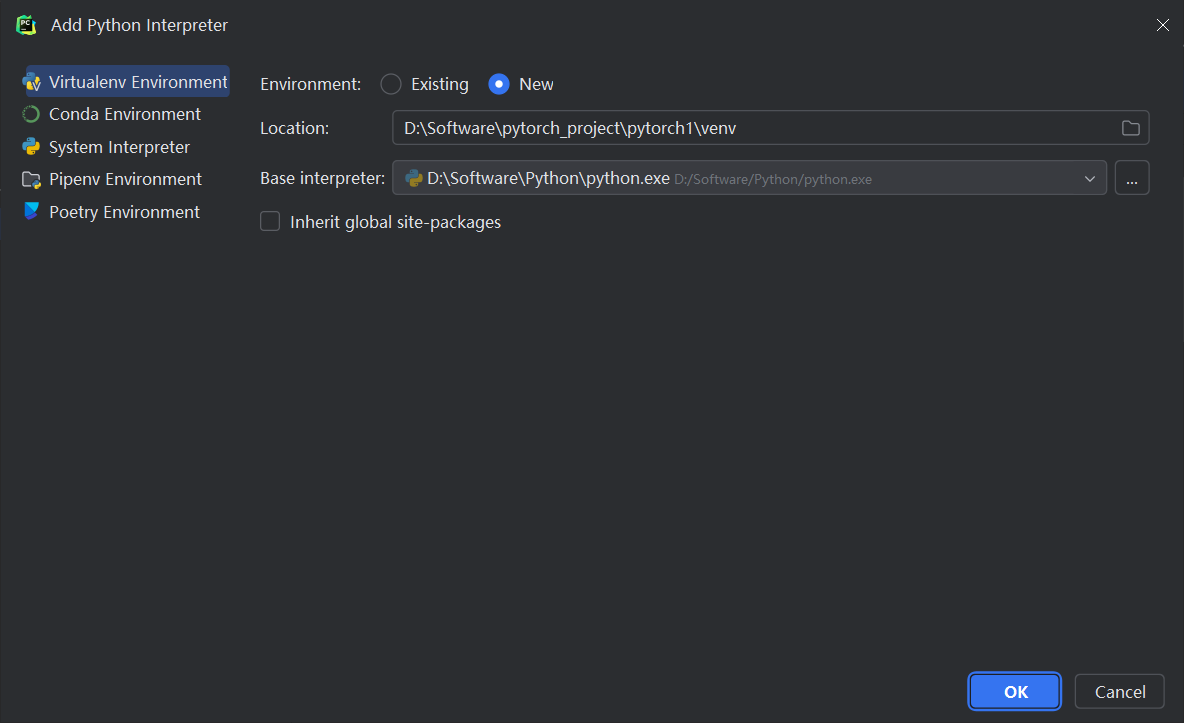 Add Python Interpreter
Virtualenv Environment
Conda Environment
System Interpreter
Pipenv Environment
Poetry Environment
Environment: Existing New
Location: D:\Software\pytorch_project\pytorch1\venv
Base interpreter: D:\Software\Python\python.exe D:/Software/Python/python.exe ...
Inherit global site-packages
OK Cancel